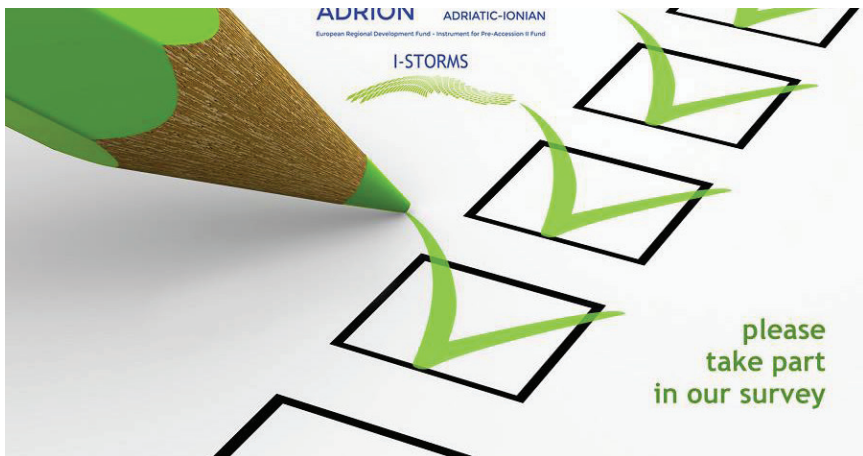 ADRION ADRIATIC-IONIAN
European Regional Development Fund - Instrument for Pre-Accession II Fund
I-STORMS
please
take part
in our survey